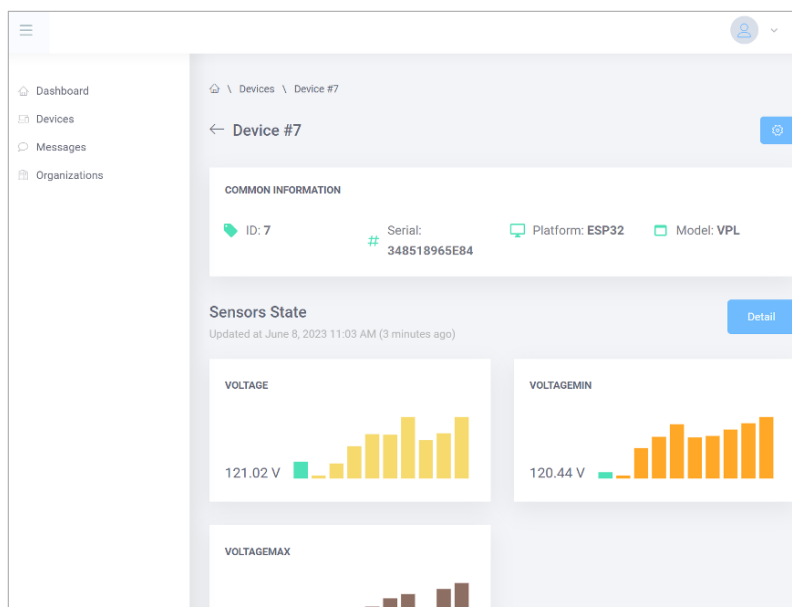 Dashboard
Devices
Messages
Organizations
\ Devices \ Device #7
← Device #7
COMMON INFORMATION
ID: 7
Serial:
348518965E84
Platform: ESP32
Model: VPL
Sensors State
Updated at June 8, 2023 11:03 AM (3 minutes ago)
Detail
VOLTAGE
121.02 V
VOLTAGEMIN
120.44 V
VOLTAGEMAX